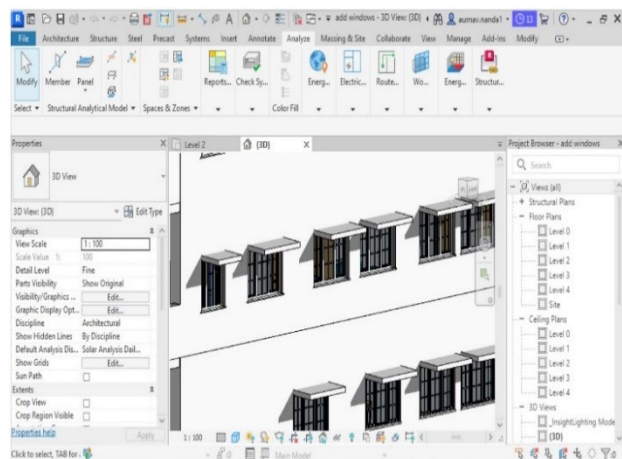 add windows - 3D View: {3D}
aumav.nanda1
13
File Architecture Structure Steel Precast Systems Insert Annotate Analyze Massing & Site Collaborate View Manage Add-Ins Modify
Modify Member Panel Reports... Check Sy... Energ... Electric... Route... Wo... Energ... Structur...
Select Structural Analytical Model Spaces & Zones Color Fill
Properties
3D View
3D View: {3D} Edit Type
Graphics
View Scale 1 : 100
Scale Value 1: 100
Detail Level Fine
Parts Visibility Show Original
Visibility/Graphics ... Edit...
Graphic Display Opt... Edit...
Discipline Architectural
Show Hidden Lines By Discipline
Default Analysis Dis... Solar Analysis Dail...
Show Grids Edit...
Sun Path
Extents
Crop View
Crop Region Visible
Properties help Apply
Level 2 {3D} X
1 : 100
Project Browser - add windows X
Search
Views (all)
Structural Plans
Floor Plans
Level 0
Level 1
Level 2
Level 3
Level 4
Site
Ceiling Plans
Level 0
Level 1
Level 2
Level 3
Level 4
3D Views
_InsightLighting Mode
{3D}
Click to select, TAB for :0 Main Model :0